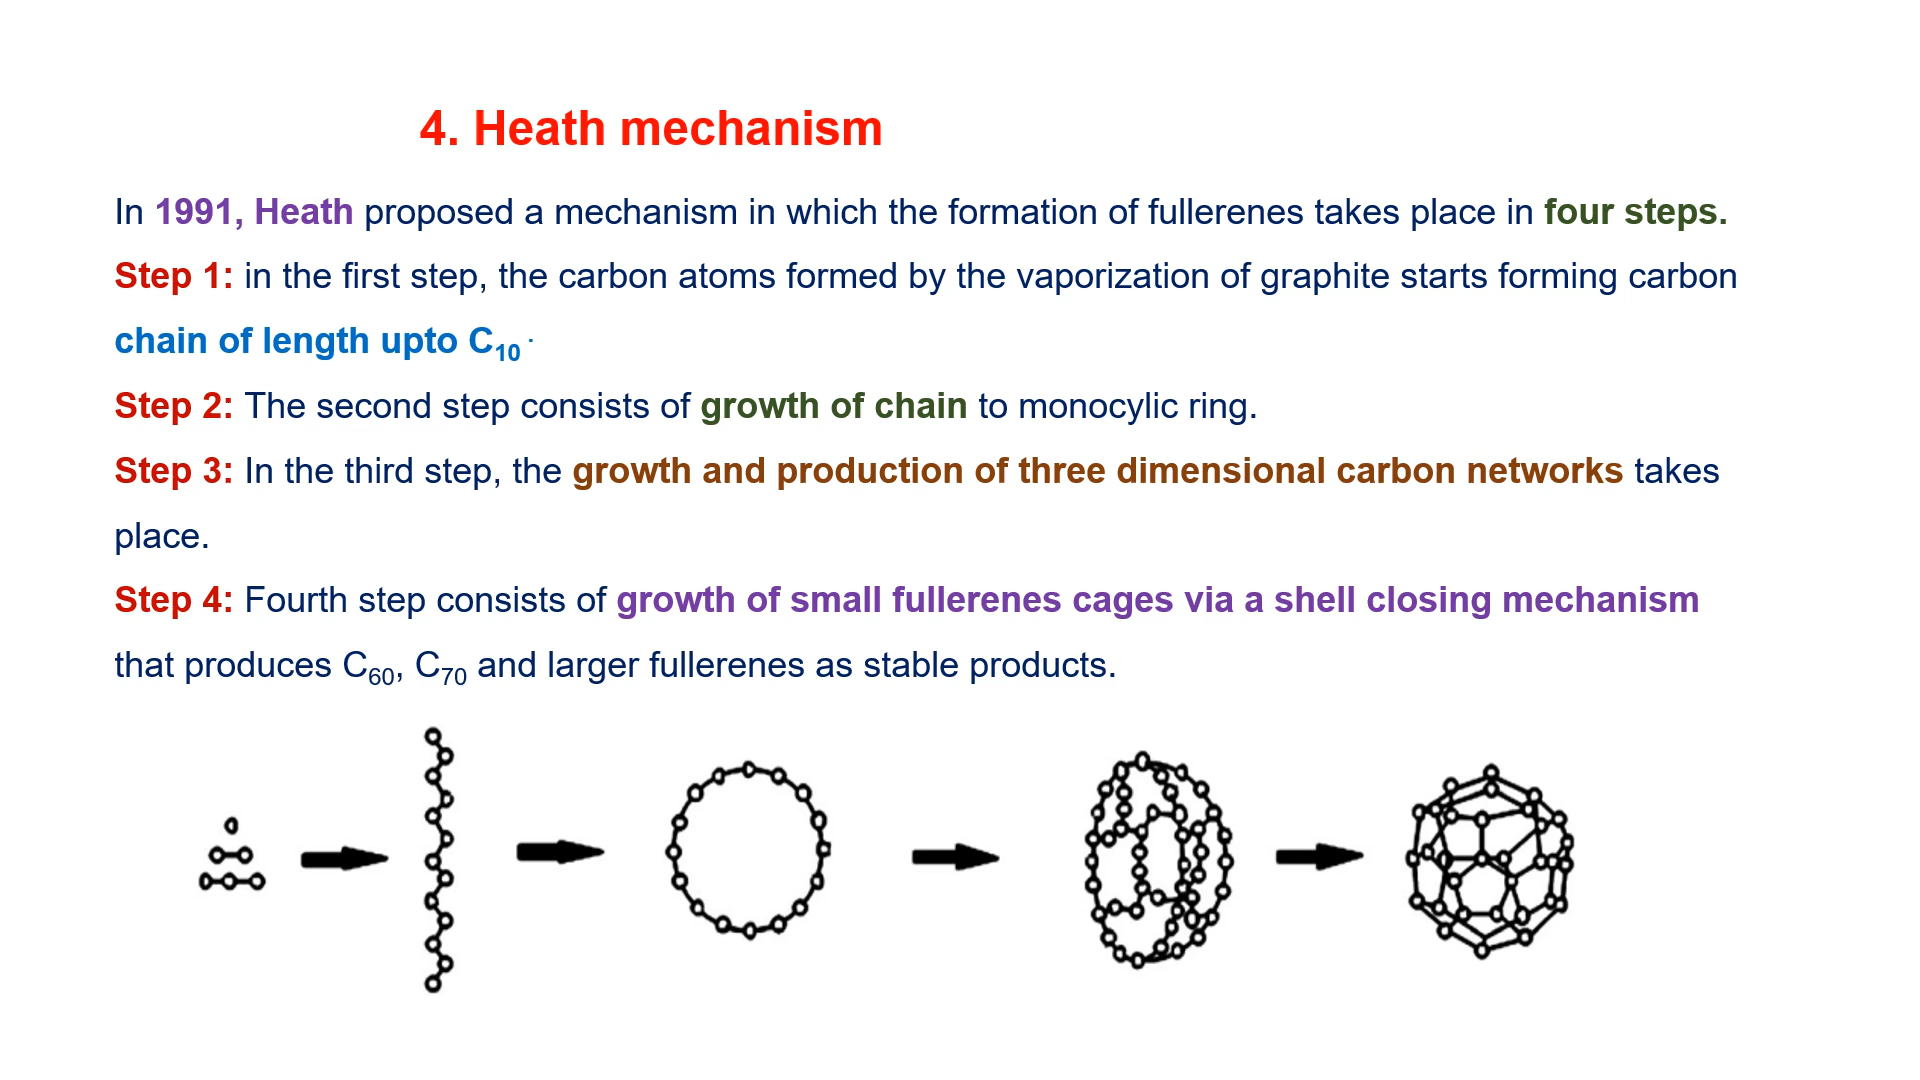 4. Heath mechanism
In 1991, Heath proposed a mechanism in which the formation of fullerenes takes place in four steps.
Step 1: in the first step, the carbon atoms formed by the vaporization of graphite starts forming carbon
chain of length upto C₁₀ .
Step 2: The second step consists of growth of chain to monocylic ring.
Step 3: In the third step, the growth and production of three dimensional carbon networks takes
place.
Step 4: Fourth step consists of growth of small fullerenes cages via a shell closing mechanism
that produces C₆₀, C₇₀ and larger fullerenes as stable products.